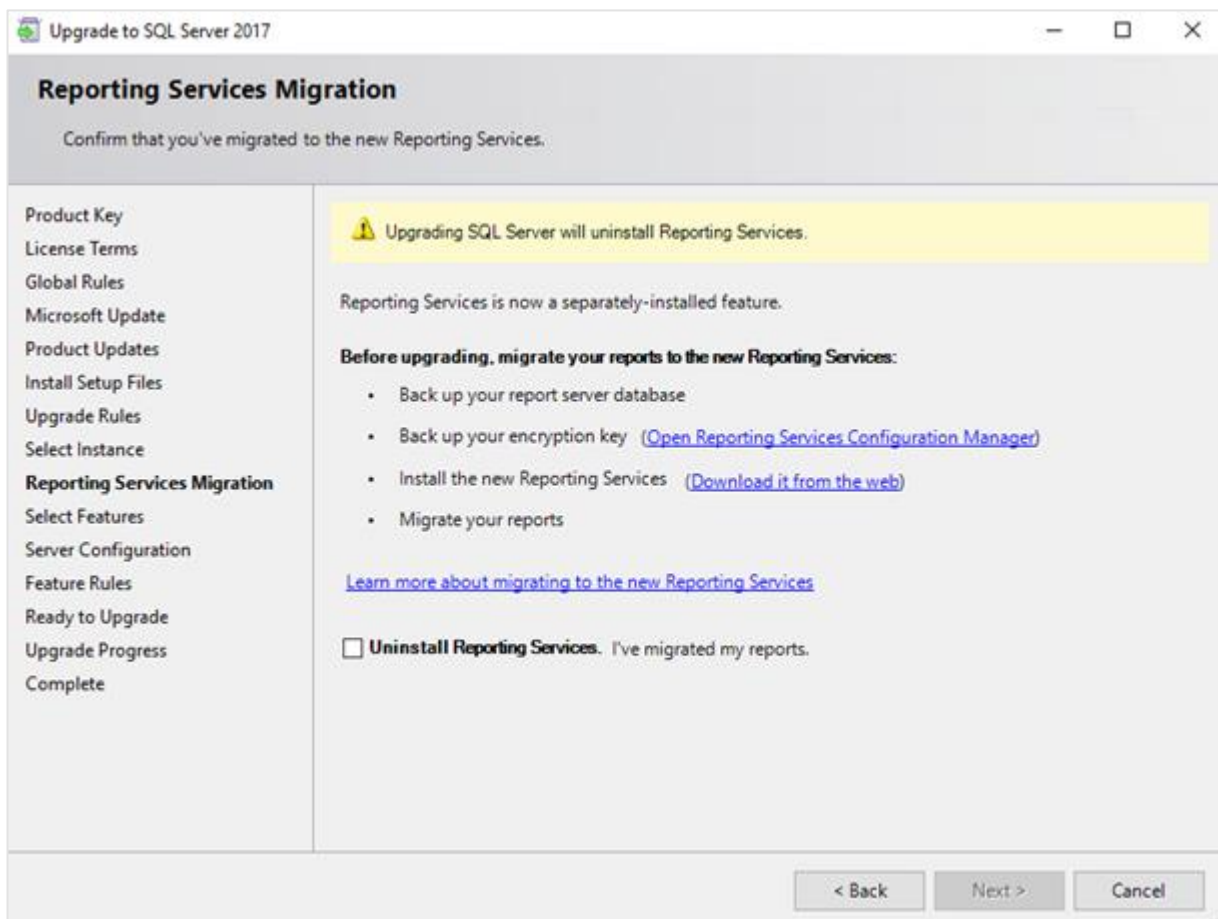 Upgrade to SQL Server 2017
Reporting Services Migration
Confirm that you've migrated to the new Reporting Services.
Product Key
License Terms
Global Rules
Microsoft Update
Product Updates
Install Setup Files
Upgrade Rules
Select Instance
Reporting Services Migration
Select Features
Server Configuration
Feature Rules
Ready to Upgrade
Upgrade Progress
Complete
Upgrading SQL Server will uninstall Reporting Services.
Reporting Services is now a separately-installed feature.
Before upgrading, migrate your reports to the new Reporting Services:
• Back up your report server database
• Back up your encryption key (Open Reporting Services Configuration Manager)
• Install the new Reporting Services (Download it from the web)
• Migrate your reports
Learn more about migrating to the new Reporting Services
Uninstall Reporting Services. I've migrated my reports.
< Back Next > Cancel